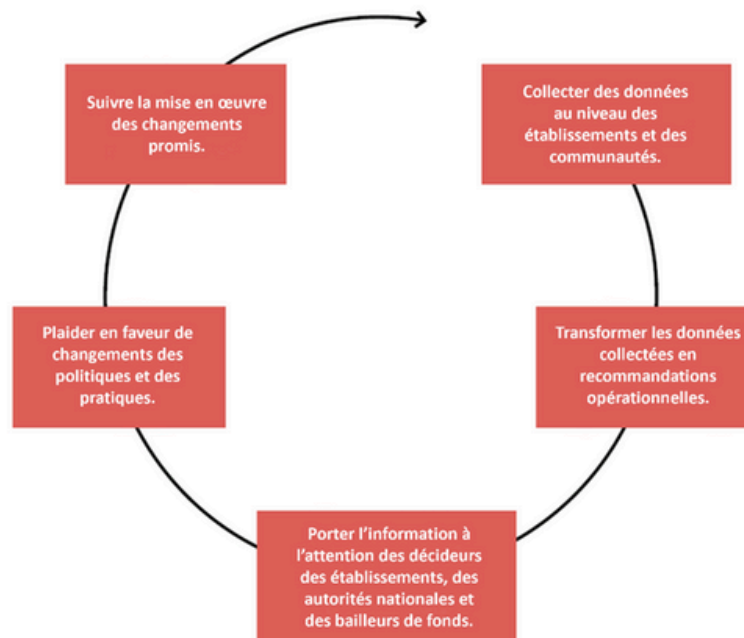 Collecter des données
au niveau des
établissements et des
communautés.
Transformer les données
collectées en
recommandations
opérationnelles.
Porter l’information à
l’attention des décideurs
des établissements, des
autorités nationales et
des bailleurs de fonds.
Plaider en faveur de
changements des
politiques et des
pratiques.
Suivre la mise en œuvre
des changements
promis.